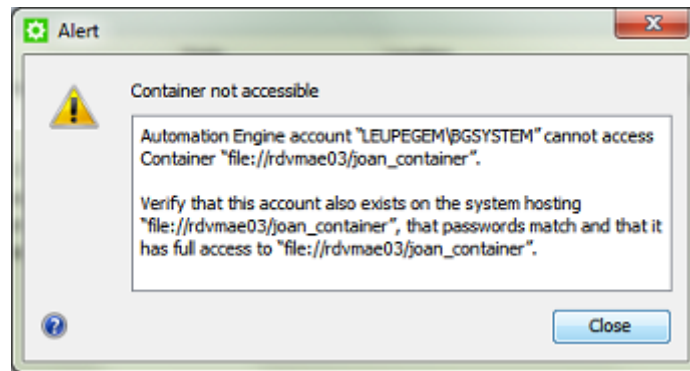 Alert
Container not accessible
Automation Engine account "LEUPEGEM\BGSYSTEM" cannot access
Container "file://rdvmae03/joan_container".
Verify that this account also exists on the system hosting
"file://rdvmae03/joan_container", that passwords match and that it
has full access to "file://rdvmae03/joan_container".
Close